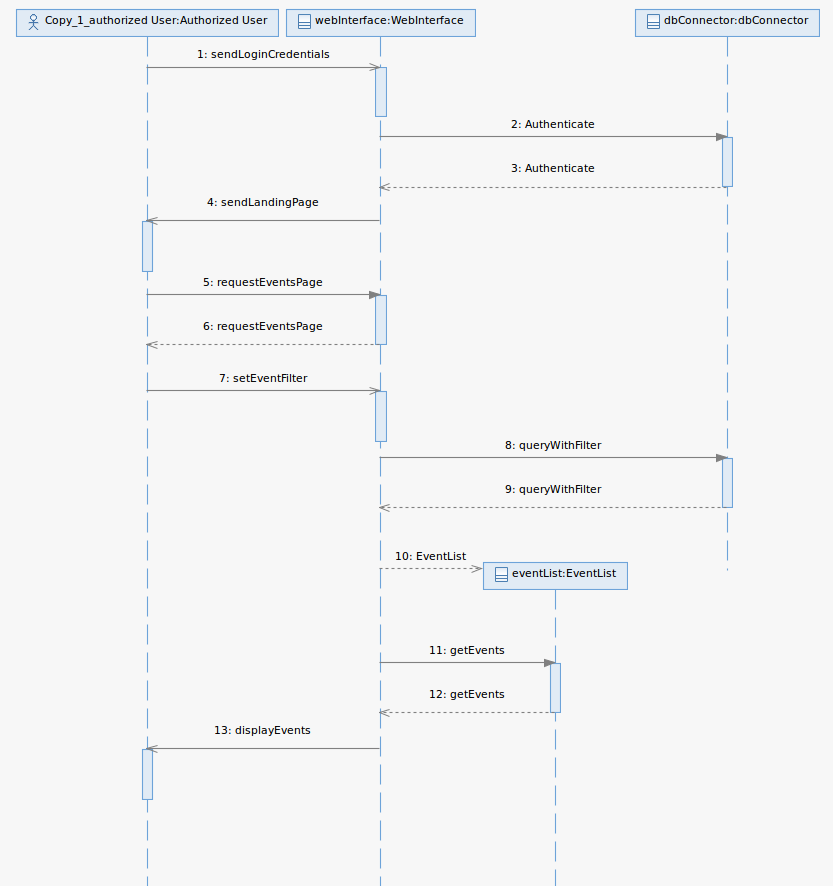 Copy_1_authorized User:Authorized User
webInterface:WebInterface
dbConnector:dbConnector
1: sendLoginCredentials
2: Authenticate
3: Authenticate
4: sendLandingPage
5: requestEventsPage
6: requestEventsPage
7: setEventFilter
8: queryWithFilter
9: queryWithFilter
10: EventList
eventList:EventList
11: getEvents
12: getEvents
13: displayEvents